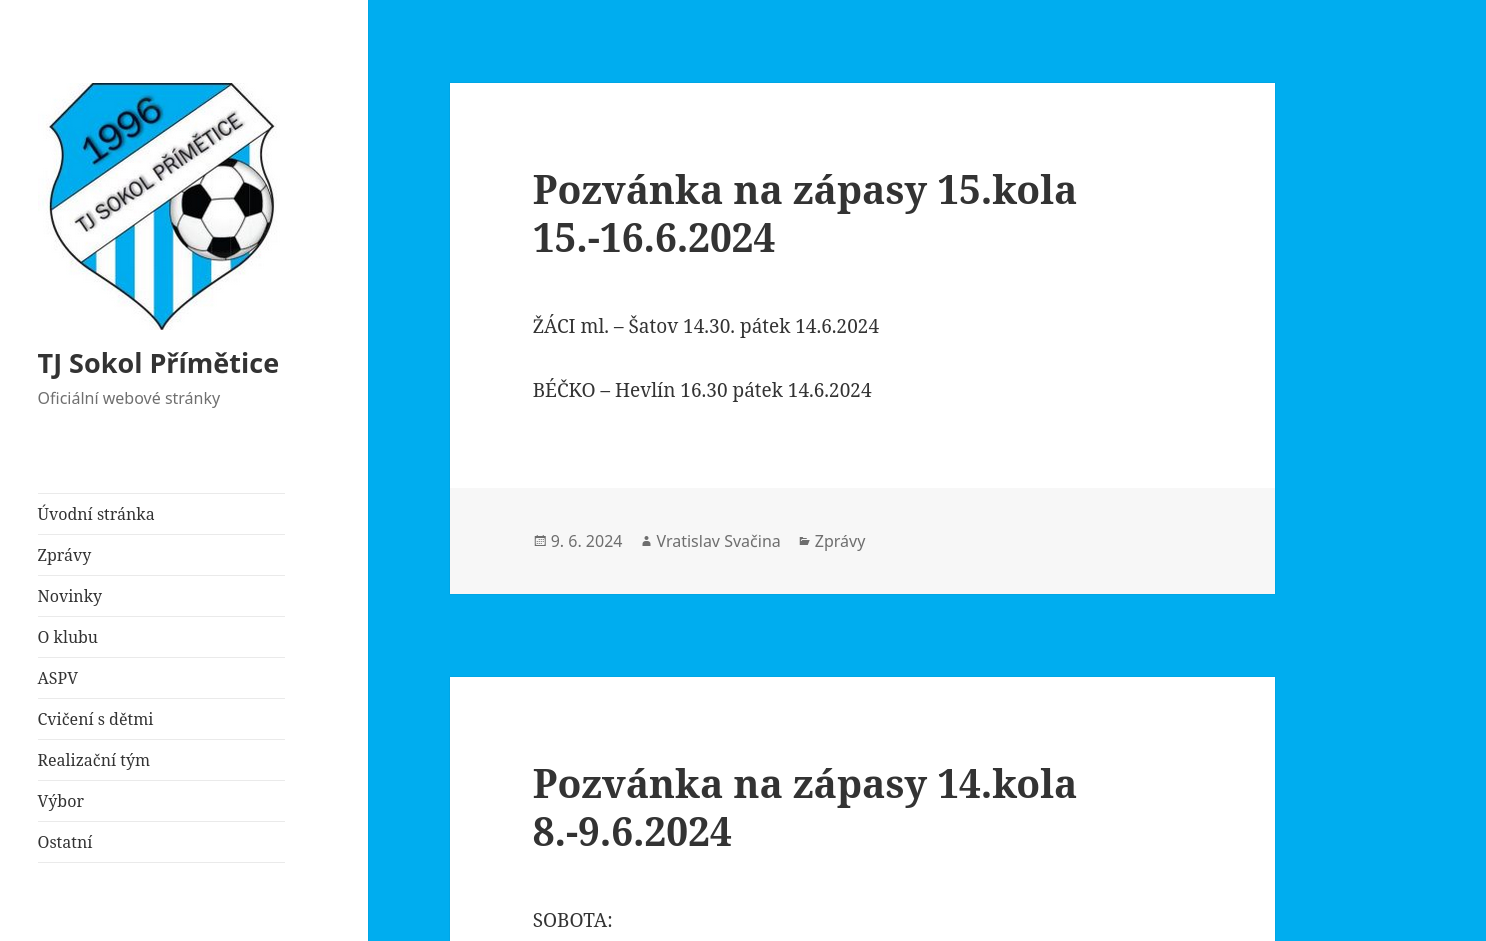 1996
TJ SOKOL PŘÍMĚTICE
TJ Sokol Přímětice
Oficiální webové stránky
Úvodní stránka
Zprávy
Novinky
O klubu
ASPV
Cvičení s dětmi
Realizační tým
Výbor
Ostatní
Pozvánka na zápasy 15.kola
15.-16.6.2024
ŽÁCI ml. – Šatov 14.30. pátek 14.6.2024
BÉČKO – Hevlín 16.30 pátek 14.6.2024
9. 6. 2024 Vratislav Svačina Zprávy
Pozvánka na zápasy 14.kola
8.-9.6.2024
SOBOTA: